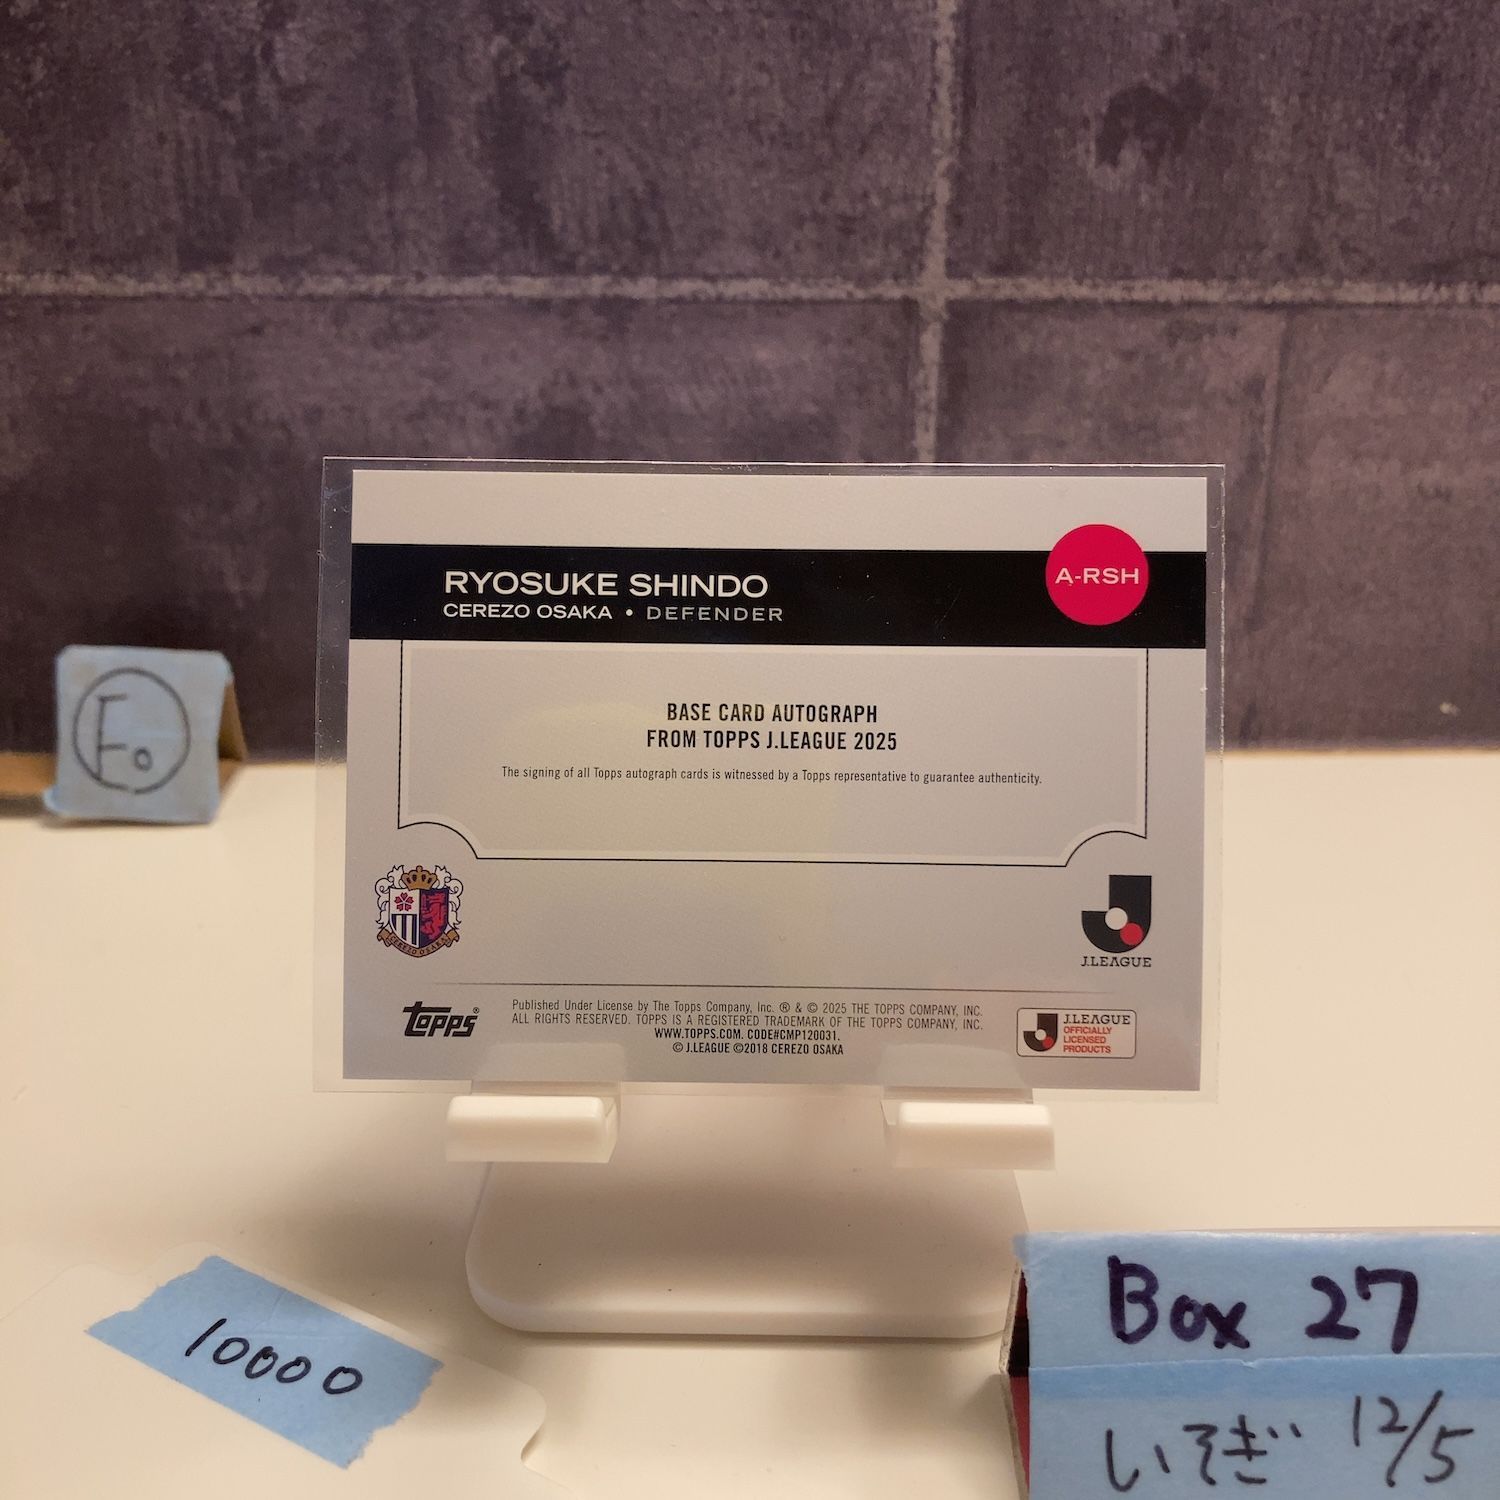 RYOSUKE SHINDO
CEREZO OSAKA • DEFENDER
A-RSH
BASE CARD AUTOGRAPH
FROM TOPPS J.LEAGUE 2025
The signing of all Topps autograph cards is witnessed by a Topps representative to guarantee authenticity.
CEREZO OSAKA
J.LEAGUE
topps®
Published Under License by The Topps Company, Inc. ® & © 2025 THE TOPPS COMPANY, INC.
ALL RIGHTS RESERVED. TOPPS IS A REGISTERED TRADEMARK OF THE TOPPS COMPANY, INC.
WWW.TOPPS.COM. CODE#CMP120031.
© J.LEAGUE ©2018 CEREZO OSAKA
J.LEAGUE
OFFICIALLY
LICENSED
PRODUCTS
Eo
10000
Box 27
いそぎ 12/5